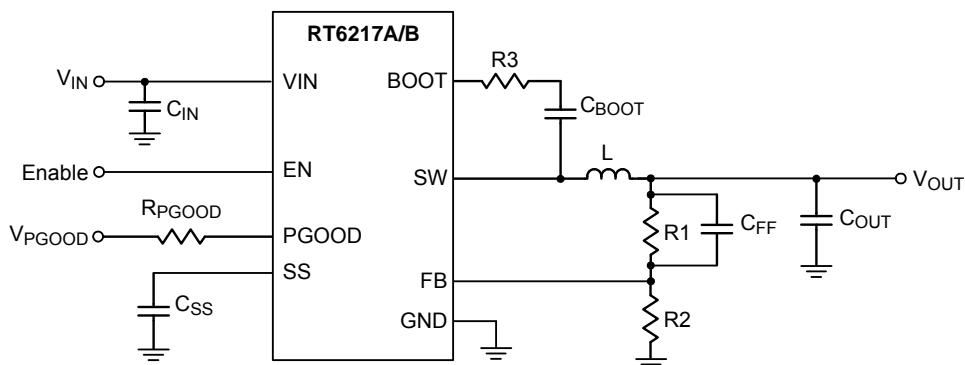 RT6217A/B
VIN
CIN
VIN
BOOT
R3
CBOOT
Enable
EN
SW
L
VOUT
RPGOOD
VPGOOD
PGOOD
R1
CFF
COUT
SS
CSS
FB
R2
GND